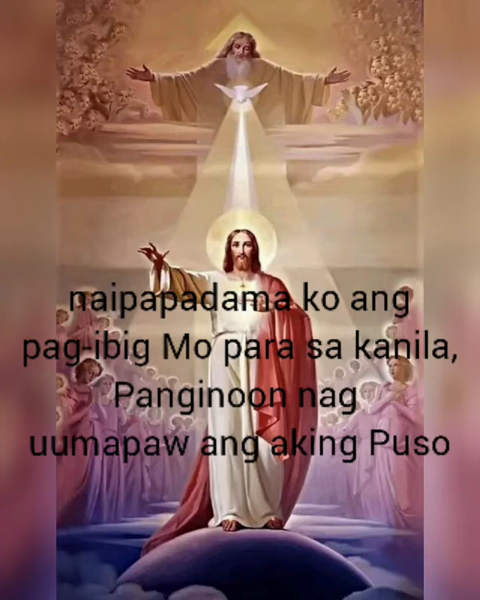 naipapadama ko ang
pag-ibig Mo para sa kanila,
Panginoon nag
uumapaw ang aking Puso